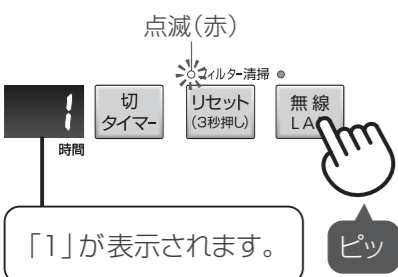 点滅（赤）
フィルター清掃
1
切
タイマー
リセット
（3秒押し）
無線
時間
「1」が表示されます。
ピッ